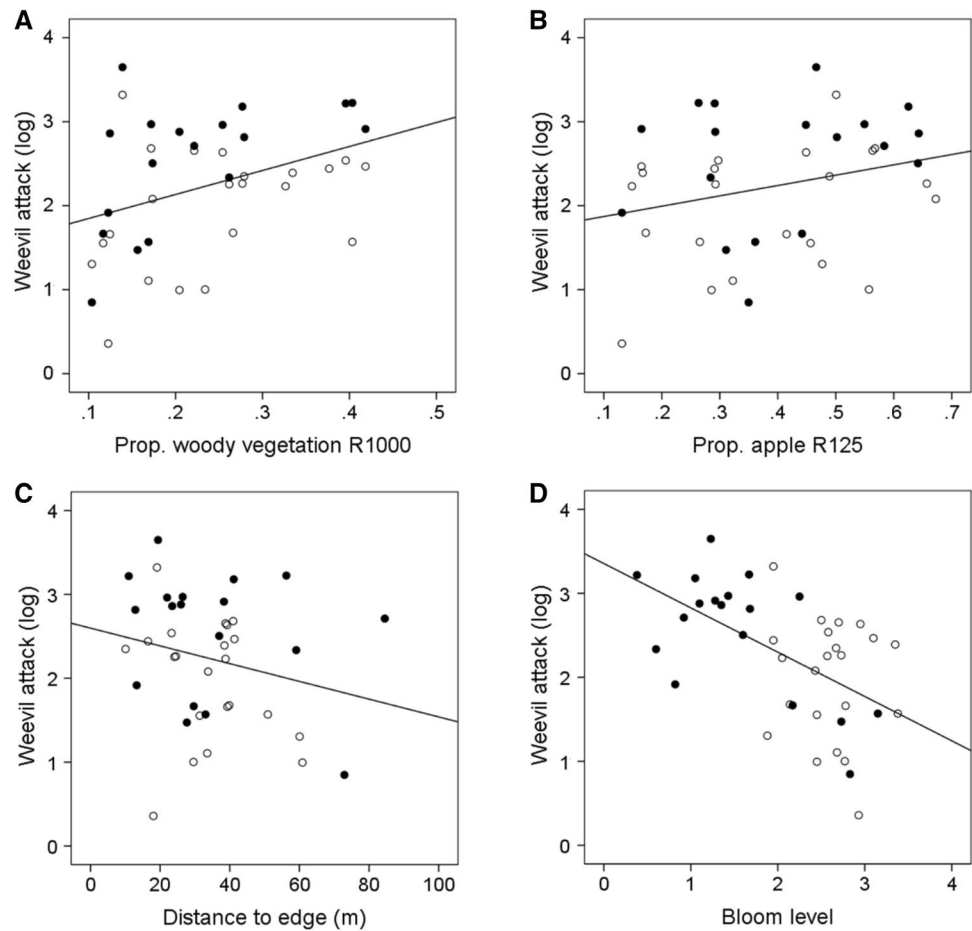 A
Weevil attack (log)
4
3
2
1
0
.1 .2 .3 .4 .5
Prop. woody vegetation R1000
B
Weevil attack (log)
4
3
2
1
0
.1 .2 .3 .4 .5 .6 .7
Prop. apple R125
C
Weevil attack (log)
4
3
2
1
0
0 20 40 60 80 100
Distance to edge (m)
D
Weevil attack (log)
4
3
2
1
0
0 1 2 3 4
Bloom level